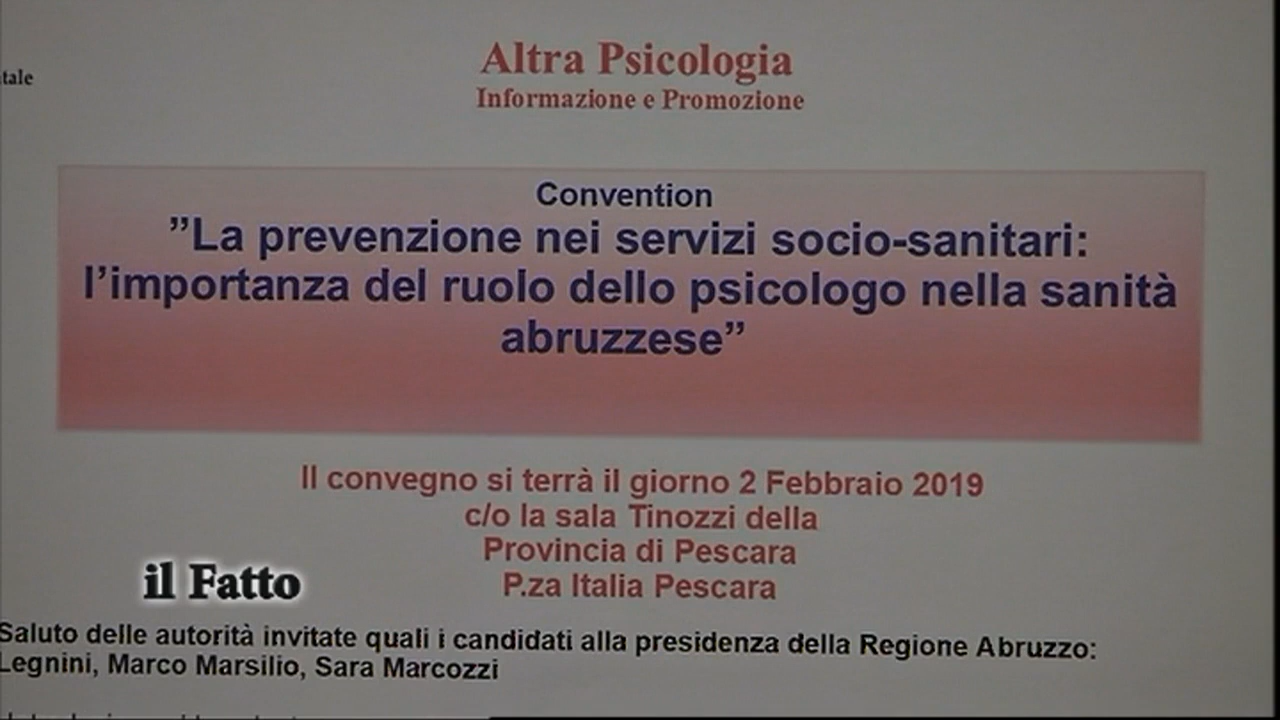 tale
Altra Psicologia
Informazione e Promozione
Convention
”La prevenzione nei servizi socio-sanitari:
l’importanza del ruolo dello psicologo nella sanità
abruzzese”
Il convegno si terrà il giorno 2 Febbraio 2019
c/o la sala Tinozzi della
Provincia di Pescara
P.za Italia Pescara
il Fatto
Saluto delle autorità invitate quali i candidati alla presidenza della Regione Abruzzo:
Legnini, Marco Marsilio, Sara Marcozzi